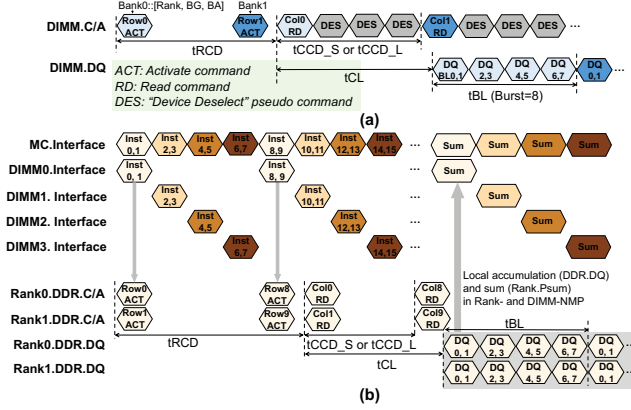 Bank0::[Rank, BG, BA] Bank1
DIMM.C/A Row0 ACT Row1 ACT Col0 RD DES DES DES Col1 RD DES DES DES ...
tRCD tCCD_S or tCCD_L
DIMM.DQ DQ BL0,1 DQ 2,3 DQ 4,5 DQ 6,7 DQ 0,1 ...
tCL
ACT: Activate command
RD: Read command
DES: "Device Deselect" pseudo command
tBL (Burst=8)
(a)
MC.Interface Inst 0,1 Inst 2,3 Inst 4,5 Inst 6,7 Inst 8,9 Inst 10,11 Inst 12,13 Inst 14,15 ... Sum Sum Sum Sum
DIMM0.Interface Inst 0, 1 Inst 8, 9 ... Sum
DIMM1. Interface Inst 2,3 Inst 10,11 ... Sum
DIMM2. Interface Inst 4,5 Inst 12,13 ... Sum
DIMM3. Interface Inst 6,7 Inst 14,15 ... Sum
Local accumulation (DDR.DQ)
and sum (Rank.Psum)
in Rank- and DIMM-NMP
Rank0.DDR.C/A Row0 ACT Row8 ACT Col0 RD Col8 RD
Rank1.DDR.C/A Row1 ACT Row9 ACT Col1 RD Col9 RD
tRCD tCCD_S or tCCD_L tBL
Rank0.DDR.DQ DQ 0, 1 DQ 2, 3 DQ 4, 5 DQ 6, 7 DQ 0, 1 ...
tCL
Rank1.DDR.DQ DQ 0, 1 DQ 2, 3 DQ 4, 5 DQ 6, 7 DQ 0, 1 ...
(b)